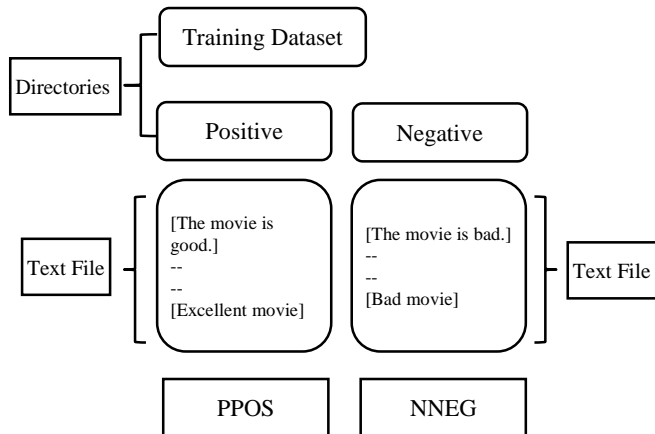 Training Dataset
Directories
Positive
Negative
[The movie is
good.]
--
--
[Excellent movie]
[The movie is bad.]
--
--
[Bad movie]
Text File
Text File
PPOS
NNEG